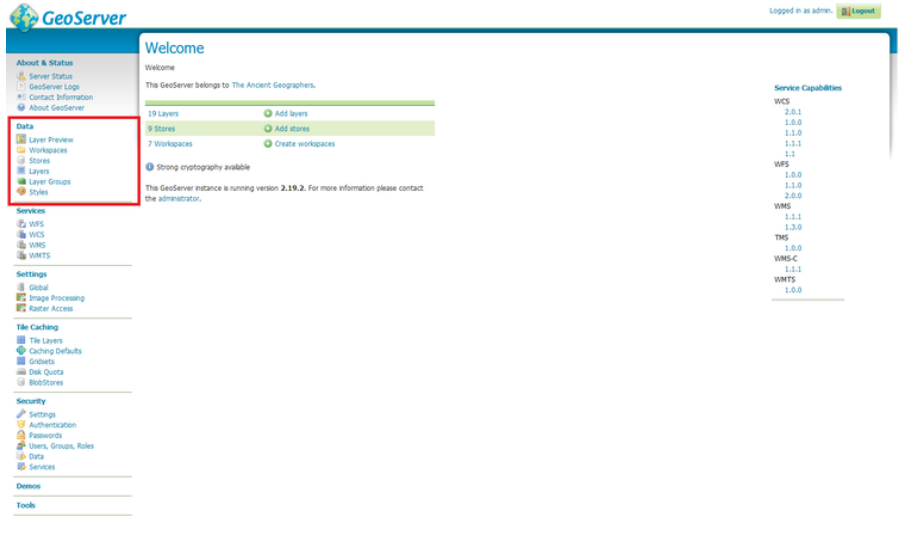 GeoServer
Logged in as admin.
Logout
About & Status
Server Status
GeoServer Logs
Contact Information
About GeoServer
Data
Layer Preview
Workspaces
Stores
Layers
Layer Groups
Styles
Services
WFS
WCS
WMS
WMTS
Settings
Global
Image Processing
Raster Access
Tile Caching
Tile Layers
Caching Defaults
Gridsets
Disk Quota
BlobStores
Security
Settings
Authentication
Passwords
Users, Groups, Roles
Data
Services
Demos
Tools
Welcome
Welcome
This GeoServer belongs to The Ancient Geographers.
19 Layers Add layers
9 Stores Add stores
7 Workspaces Create workspaces
Strong cryptography available
This GeoServer instance is running version 2.19.2. For more information please contact
the administrator.
Service Capabilities
WCS
2.0.1
1.0.0
1.1.0
1.1.1
1.1
WFS
1.0.0
1.1.0
2.0.0
WMS
1.1.1
1.3.0
TMS
1.0.0
WMS-C
1.1.1
WMTS
1.0.0